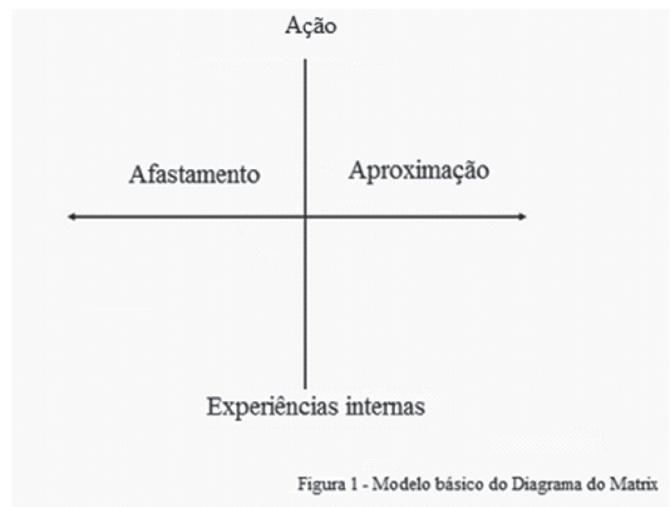 Ação
Afastamento
Aproximação
Experiências internas
Figura 1 - Modelo básico do Diagrama do Matrix